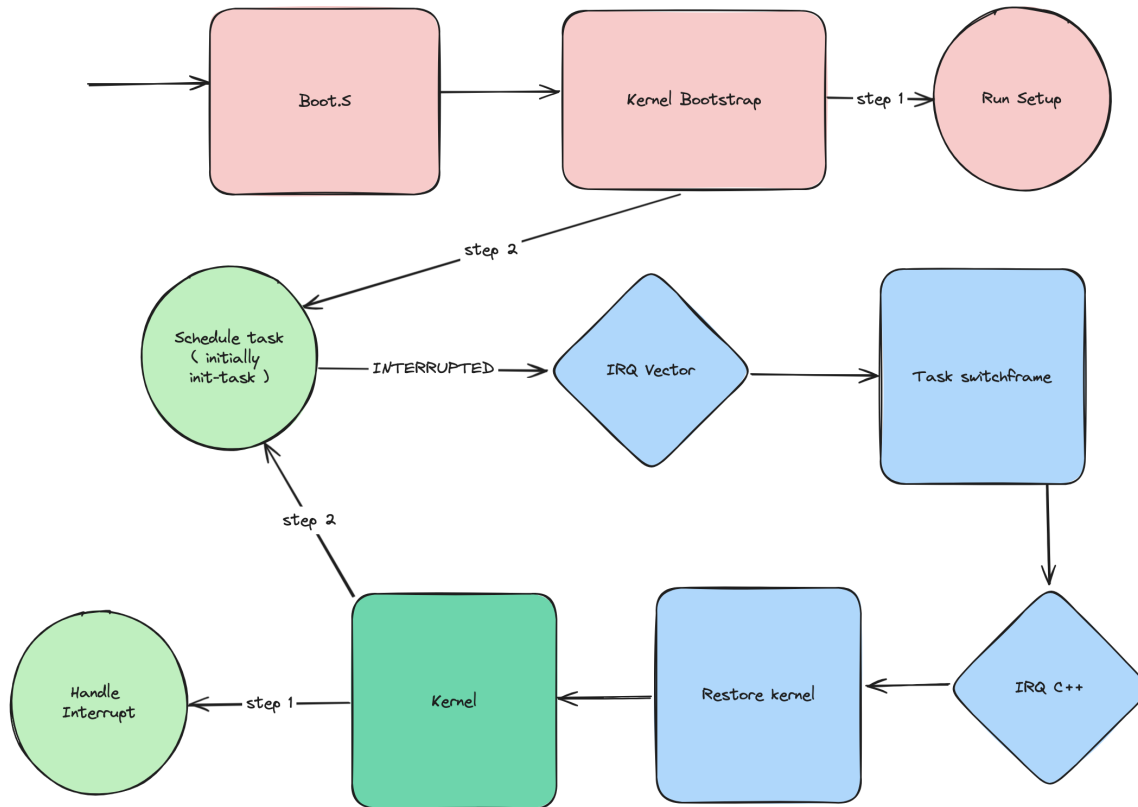 Boot.S
Kernel Bootstrap
step 1
Run Setup
step 2
Schedule task
( initially
init-task )
INTERRUPTED
IRQ Vector
Task switchframe
step 2
Handle
Interrupt
step 1
Kernel
Restore kernel
IRQ C++